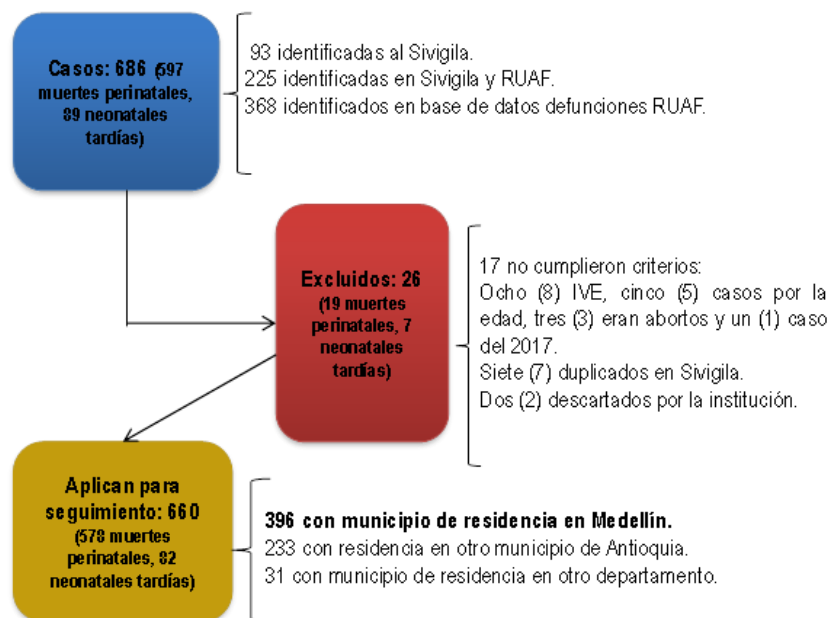 Casos: 686 (597
muertes perinatales,
89 neonatales
tardías)
93 identificadas al Sivigila.
225 identificadas en Sivigila y RUAF.
368 identificados en base de datos defunciones RUAF.
Excluidos: 26
(19 muertes
perinatales, 7
neonatales
tardías)
17 no cumplieron criterios:
Ocho (8) IVE, cinco (5) casos por la
edad, tres (3) eran abortos y un (1) caso
del 2017.
Siete (7) duplicados en Sivigila.
Dos (2) descartados por la institución.
Aplican para
seguimiento: 660
(578 muertes
perinatales, 82
neonatales tardías)
396 con municipio de residencia en Medellín.
233 con residencia en otro municipio de Antioquia.
31 con municipio de residencia en otro departamento.